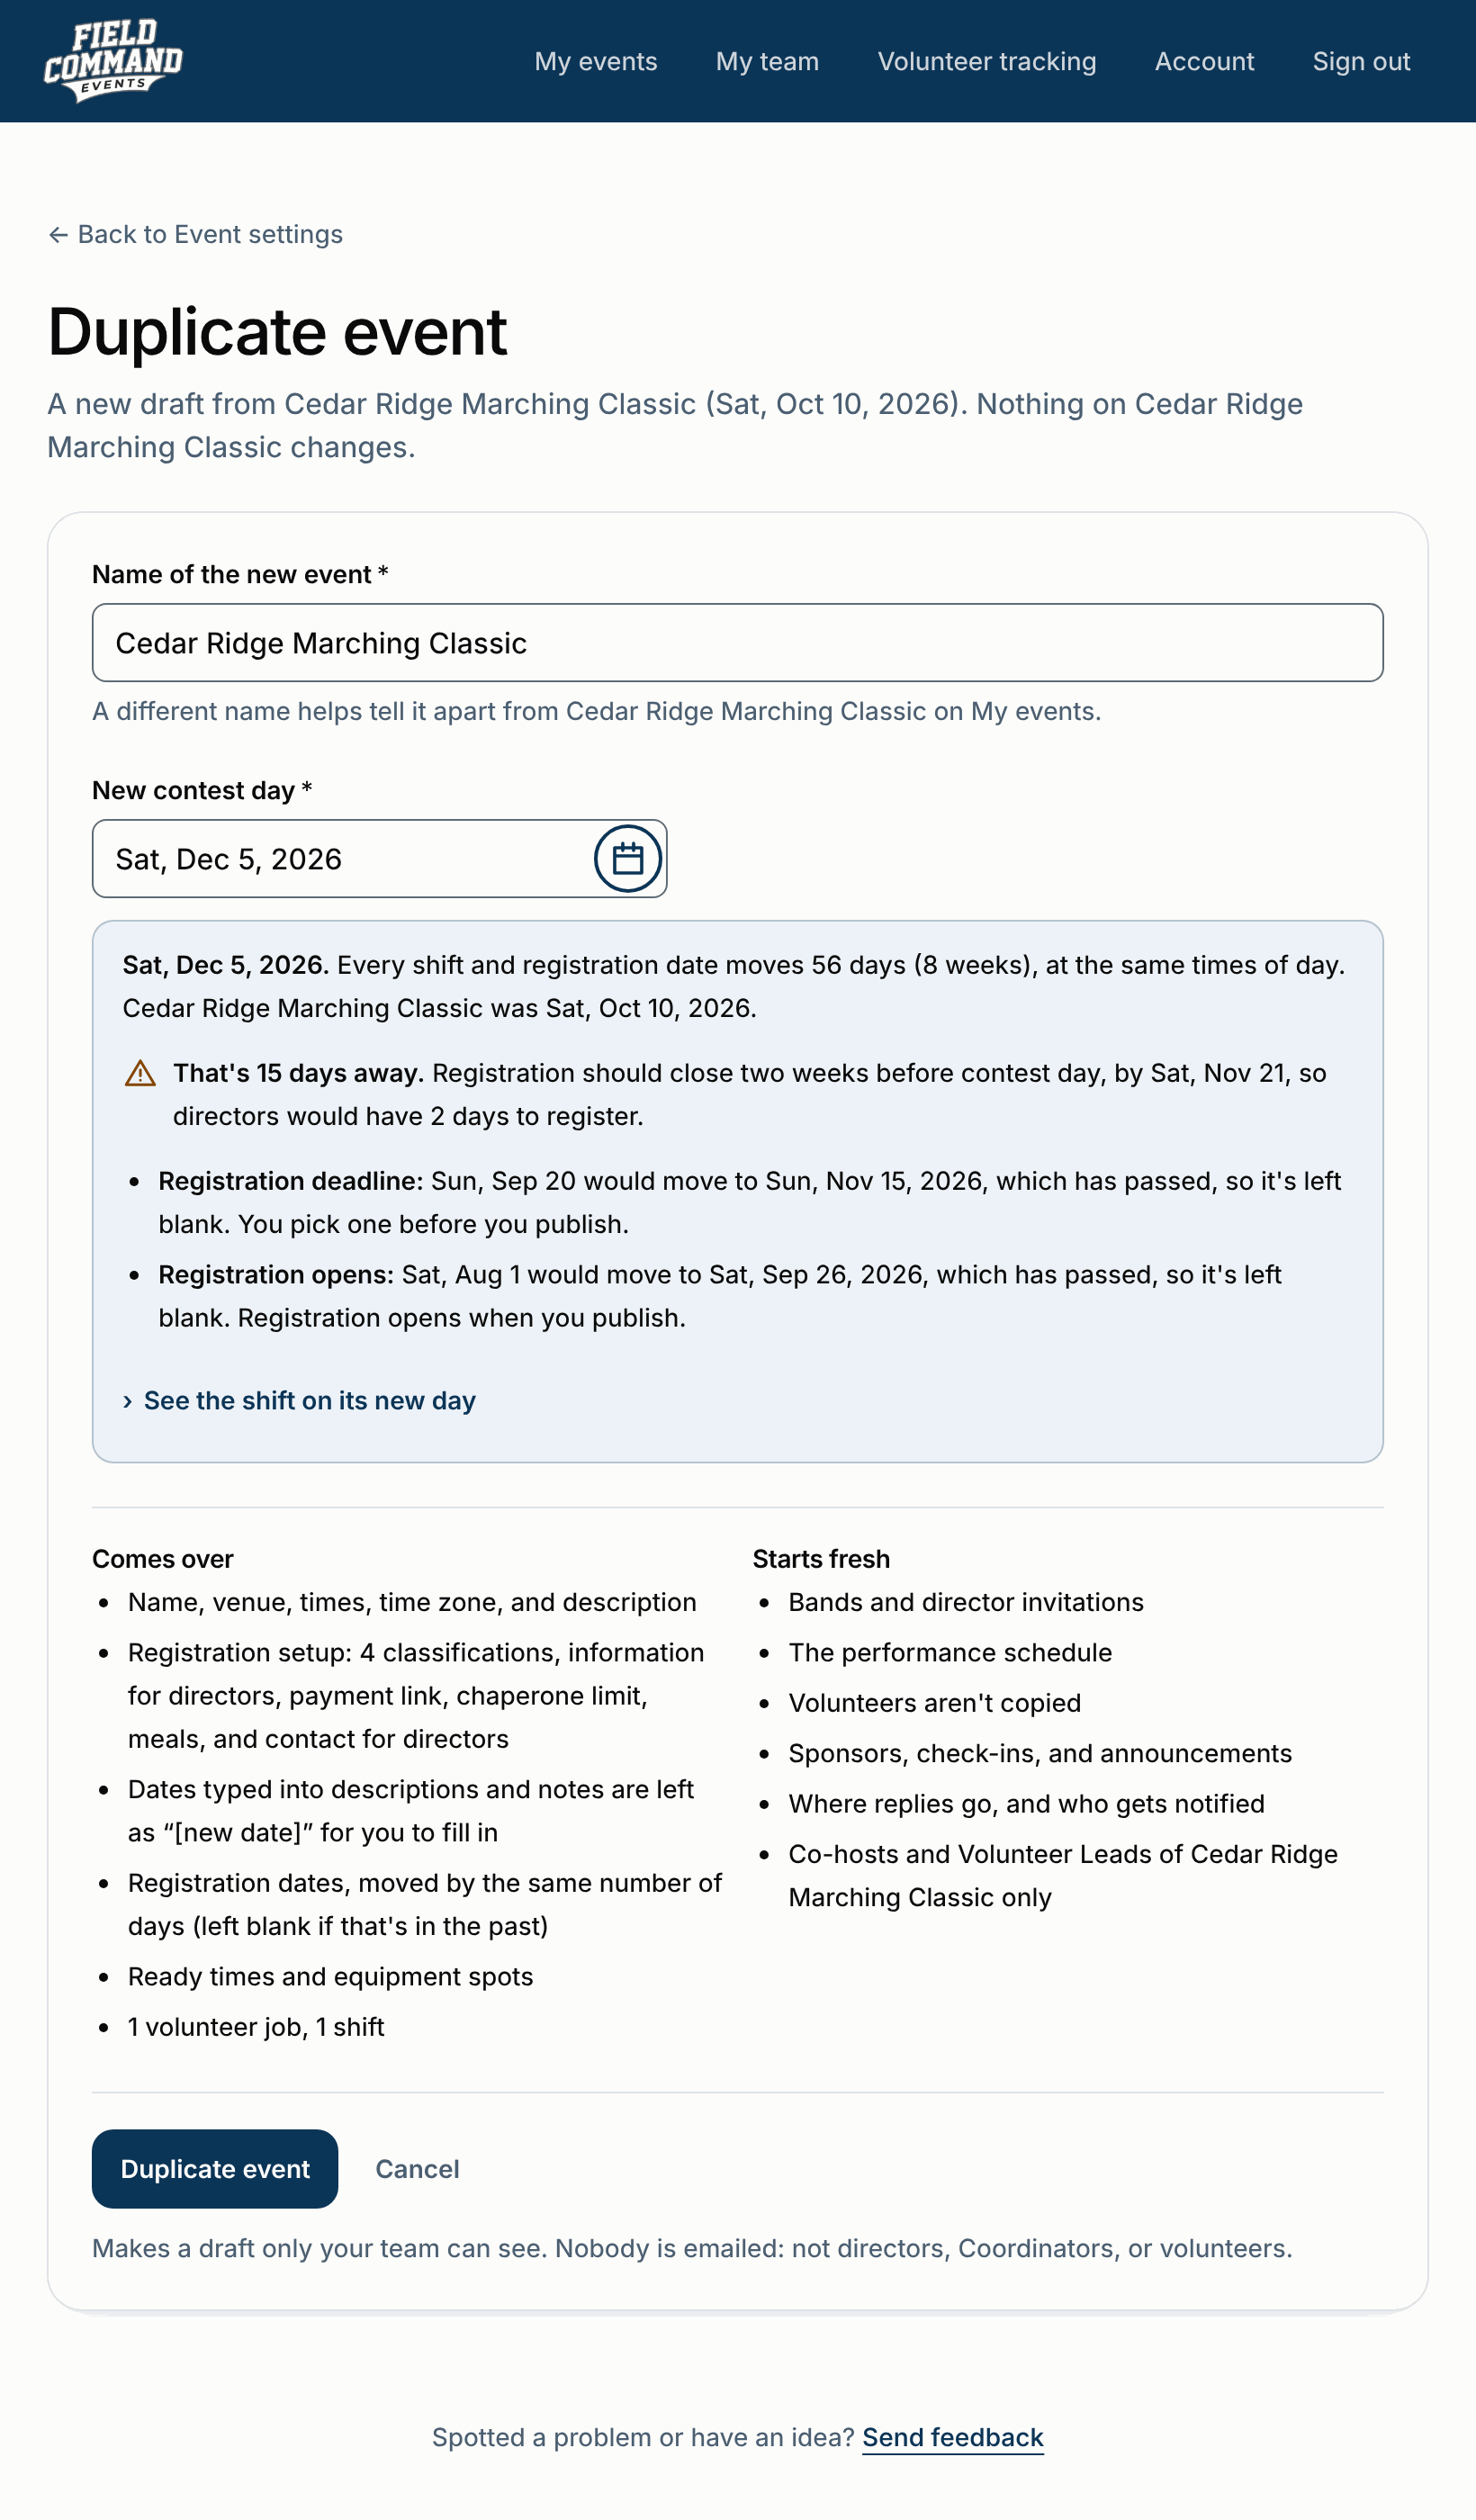 FIELD
COMMAND
EVENTS
My events
My team
Volunteer tracking
Account
Sign out
← Back to Event settings
Duplicate event
A new draft from Cedar Ridge Marching Classic (Sat, Oct 10, 2026). Nothing on Cedar Ridge
Marching Classic changes.
Name of the new event *
Cedar Ridge Marching Classic
A different name helps tell it apart from Cedar Ridge Marching Classic on My events.
New contest day *
Sat, Dec 5, 2026
Sat, Dec 5, 2026. Every shift and registration date moves 56 days (8 weeks), at the same times of day.
Cedar Ridge Marching Classic was Sat, Oct 10, 2026.
That's 15 days away. Registration should close two weeks before contest day, by Sat, Nov 21, so
directors would have 2 days to register.
• Registration deadline: Sun, Sep 20 would move to Sun, Nov 15, 2026, which has passed, so it's left
blank. You pick one before you publish.
• Registration opens: Sat, Aug 1 would move to Sat, Sep 26, 2026, which has passed, so it's left
blank. Registration opens when you publish.
› See the shift on its new day
Comes over
• Name, venue, times, time zone, and description
• Registration setup: 4 classifications, information
for directors, payment link, chaperone limit,
meals, and contact for directors
• Dates typed into descriptions and notes are left
as “[new date]” for you to fill in
• Registration dates, moved by the same number of
days (left blank if that's in the past)
• Ready times and equipment spots
• 1 volunteer job, 1 shift
Starts fresh
• Bands and director invitations
• The performance schedule
• Volunteers aren't copied
• Sponsors, check-ins, and announcements
• Where replies go, and who gets notified
• Co-hosts and Volunteer Leads of Cedar Ridge
Marching Classic only
Duplicate event
Cancel
Makes a draft only your team can see. Nobody is emailed: not directors, Coordinators, or volunteers.
Spotted a problem or have an idea? Send feedback